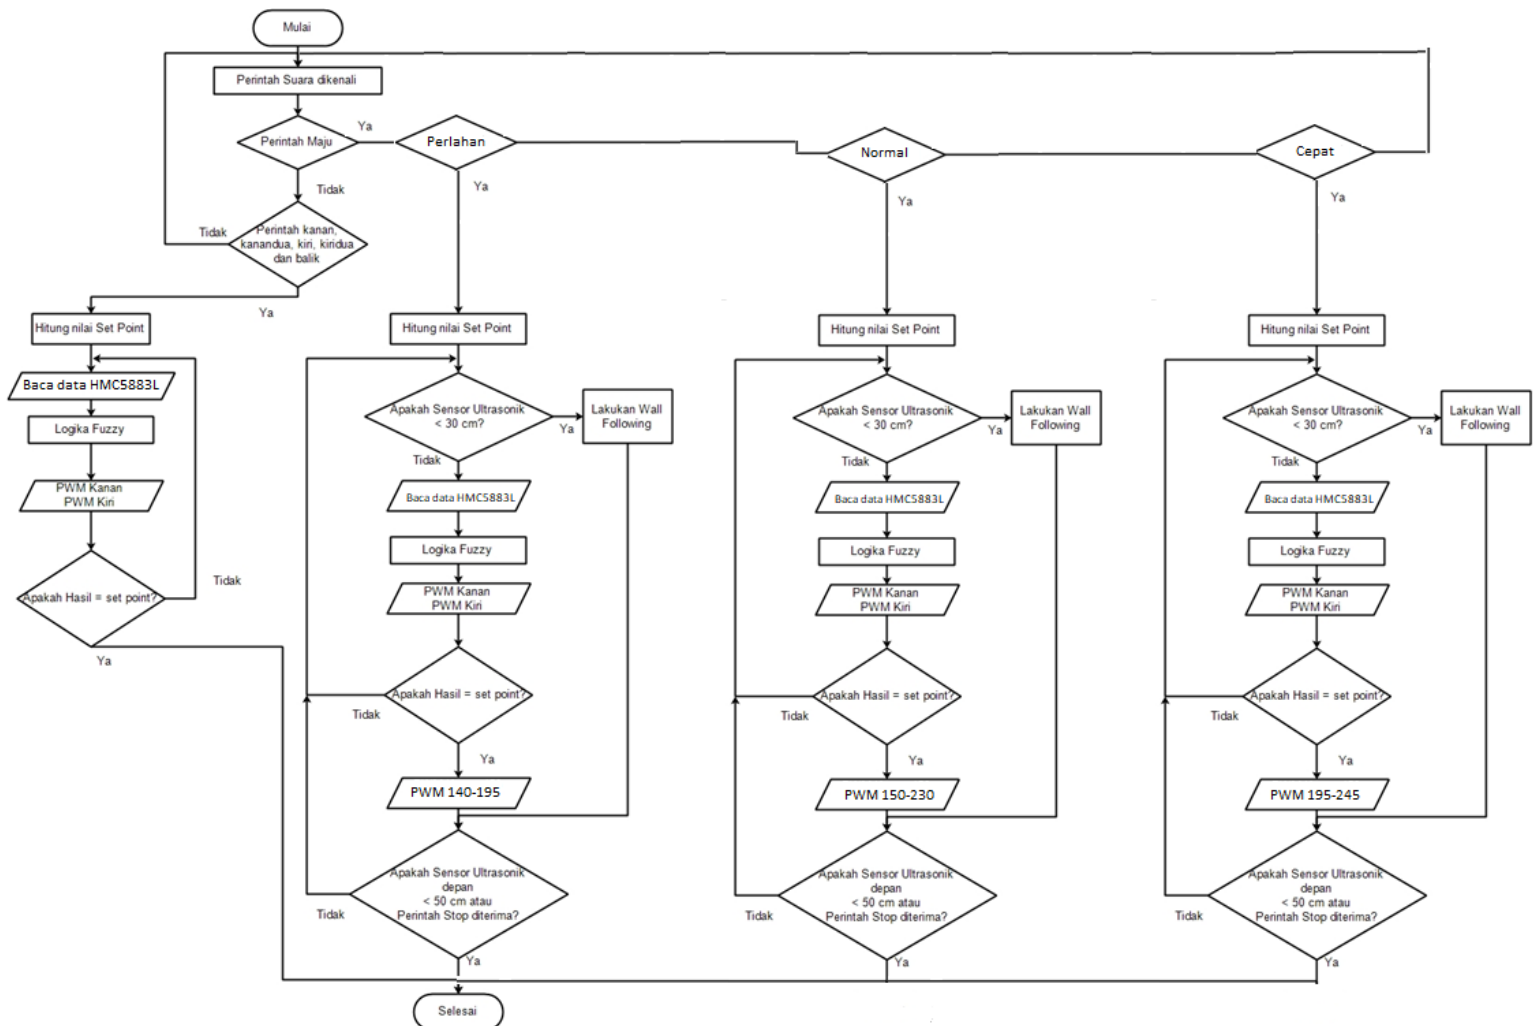 Mulai
Perintah Suara dikenali
Perintah Maju
Ya
Perlahan
Normal
Cepat
Tidak
Ya
Ya
Ya
Perintah kanan,
kanandua, kiri, kiridua
dan balik
Tidak
Ya
Hitung nilai Set Point
Baca data HMC5883L
Logika Fuzzy
PWM Kanan
PWM Kiri
Apakah Hasil = set point?
Tidak
Ya
Hitung nilai Set Point
Apakah Sensor Ultrasonik
< 30 cm?
Ya
Lakukan Wall
Following
Tidak
Baca data HMC5883L
Logika Fuzzy
PWM Kanan
PWM Kiri
Apakah Hasil = set point?
Tidak
Ya
PWM 140-195
Apakah Sensor Ultrasonik
depan
< 50 cm atau
Perintah Stop diterima?
Tidak
Ya
Hitung nilai Set Point
Apakah Sensor Ultrasonik
< 30 cm?
Ya
Lakukan Wall
Following
Tidak
Baca data HMC5883L
Logika Fuzzy
PWM Kanan
PWM Kiri
Apakah Hasil = set point?
Tidak
Ya
PWM 150-230
Apakah Sensor Ultrasonik
depan
< 50 cm atau
Perintah Stop diterima?
Tidak
Ya
Hitung nilai Set Point
Apakah Sensor Ultrasonik
< 30 cm?
Ya
Lakukan Wall
Following
Tidak
Baca data HMC5883L
Logika Fuzzy
PWM Kanan
PWM Kiri
Apakah Hasil = set point?
Tidak
Ya
PWM 195-245
Apakah Sensor Ultrasonik
depan
< 50 cm atau
Perintah Stop diterima?
Tidak
Ya
Selesai